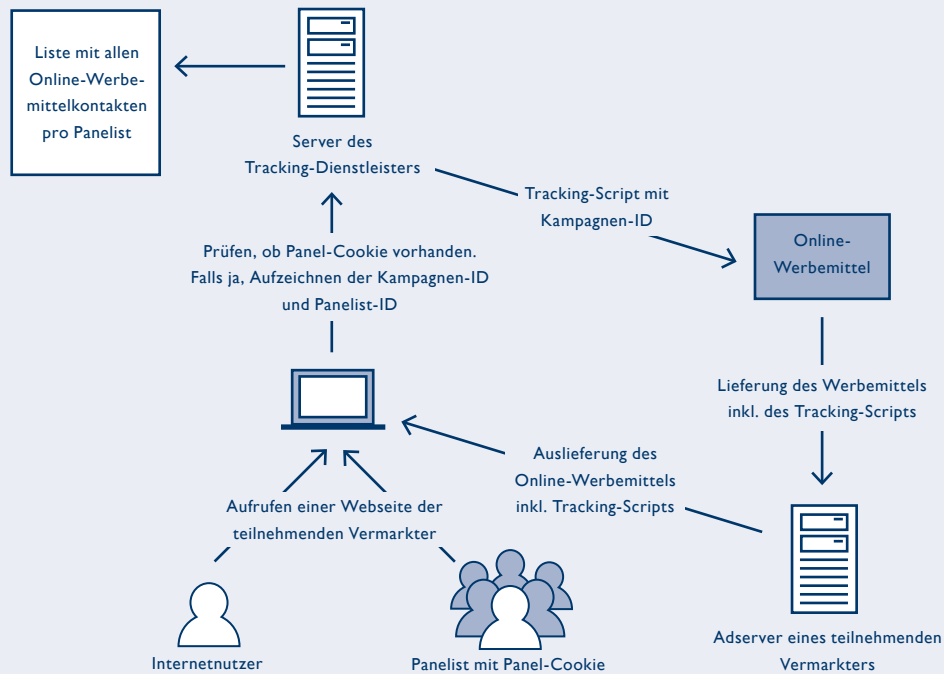 Liste mit allen
Online-Werbe-
mittelkontakten
pro Panelist
Server des
Tracking-Dienstleisters
Tracking-Script mit
Kampagnen-ID
Online-
Werbemittel
Prüfen, ob Panel-Cookie vorhanden.
Falls ja, Aufzeichnen der Kampagnen-ID
und Panelist-ID
Lieferung des Werbemittels
inkl. des Tracking-Scripts
Auslieferung des
Online-Werbemittels
inkl. Tracking-Scripts
Aufrufen einer Webseite der
teilnehmenden Vermarkter
Internetnutzer
Panelist mit Panel-Cookie
Adserver eines teilnehmenden
Vermarkters